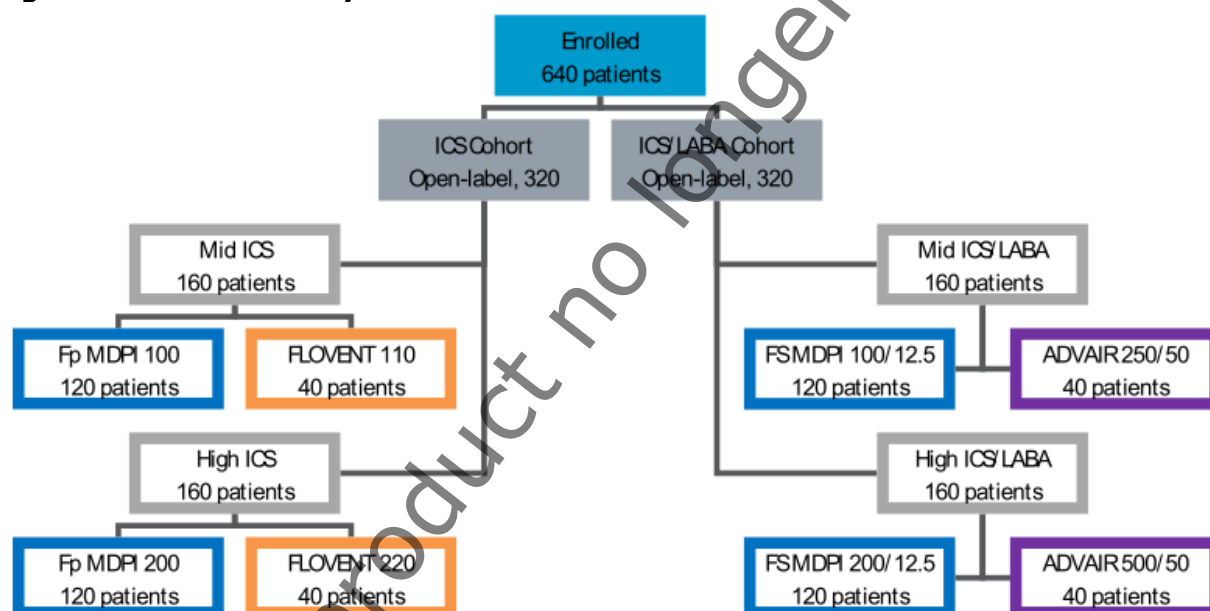 Enrolled
640 patients
ICS Cohort
Open-label, 320
ICS/LABA Cohort
Open-label, 320
Mid ICS
160 patients
Mid ICS/LABA
160 patients
Fp MDPI 100
120 patients
FLOVENT 110
40 patients
FS MDPI 100/12.5
120 patients
ADVAIR 250/50
40 patients
High ICS
160 patients
High ICS/LABA
160 patients
Fp MDPI 200
120 patients
FLOVENT 220
40 patients
FS MDPI 200/12.5
120 patients
ADVAIR 500/50
40 patients
product no longer